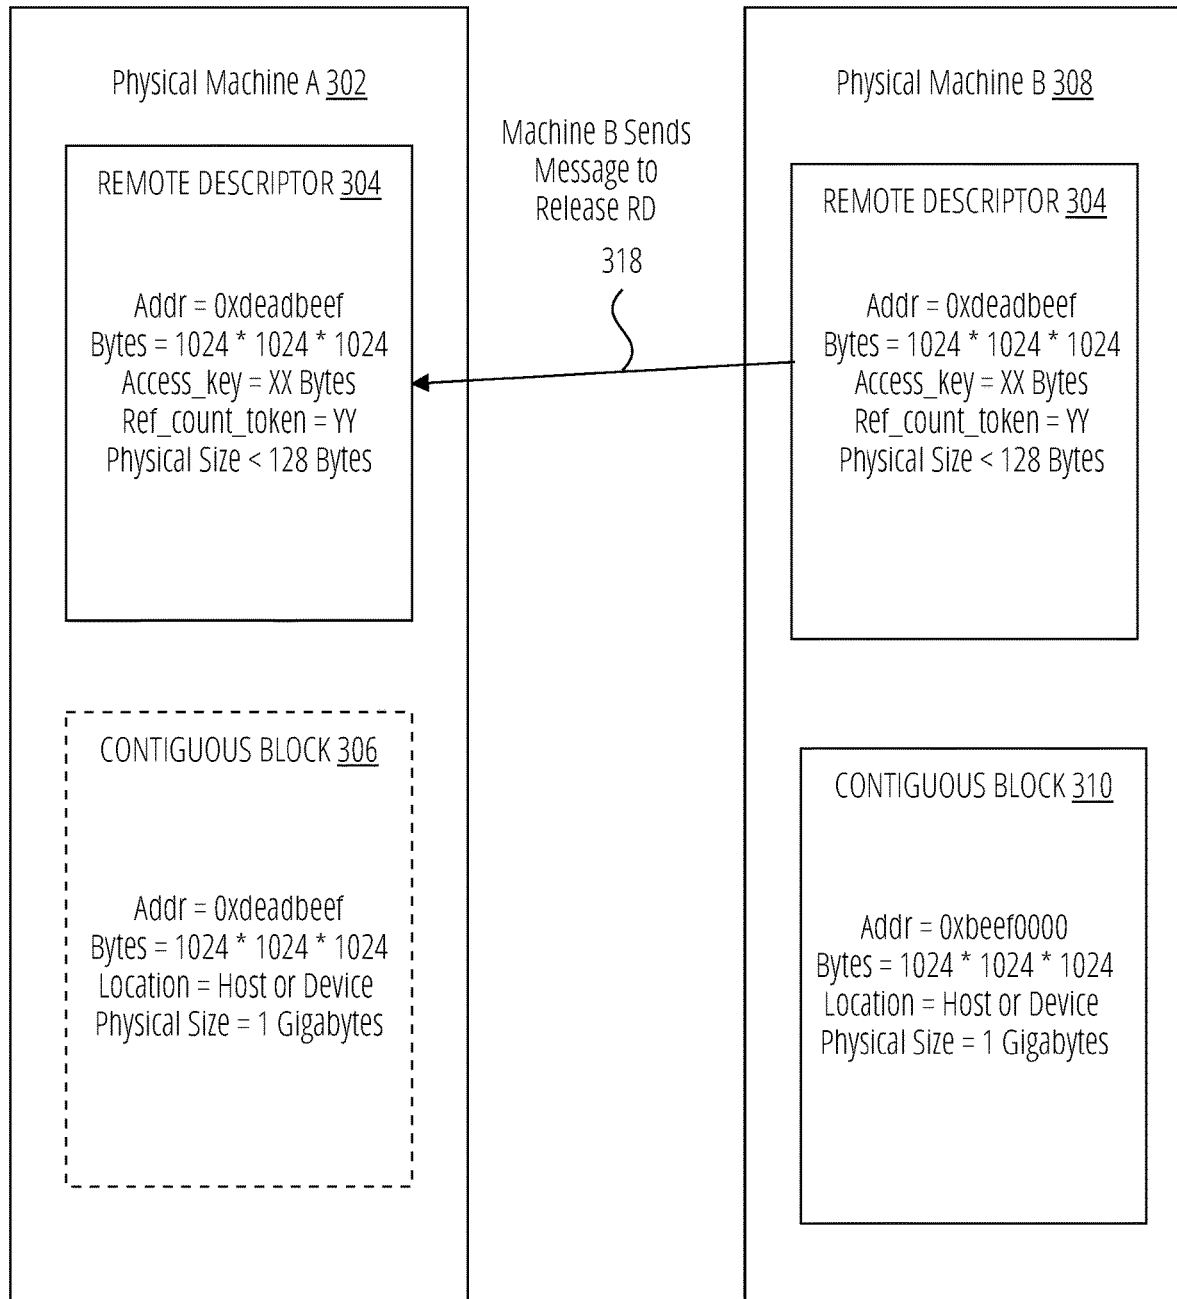 Physical Machine A 302
REMOTE DESCRIPTOR 304
Addr = 0xdeadbeef
Bytes = 1024 * 1024 * 1024
Access_key = XX Bytes
Ref_count_token = YY
Physical Size < 128 Bytes
CONTIGUOUS BLOCK 306
Addr = 0xdeadbeef
Bytes = 1024 * 1024 * 1024
Location = Host or Device
Physical Size = 1 Gigabytes
Machine B Sends
Message to
Release RD
318
Physical Machine B 308
REMOTE DESCRIPTOR 304
Addr = 0xdeadbeef
Bytes = 1024 * 1024 * 1024
Access_key = XX Bytes
Ref_count_token = YY
Physical Size < 128 Bytes
CONTIGUOUS BLOCK 310
Addr = 0xbeef0000
Bytes = 1024 * 1024 * 1024
Location = Host or Device
Physical Size = 1 Gigabytes